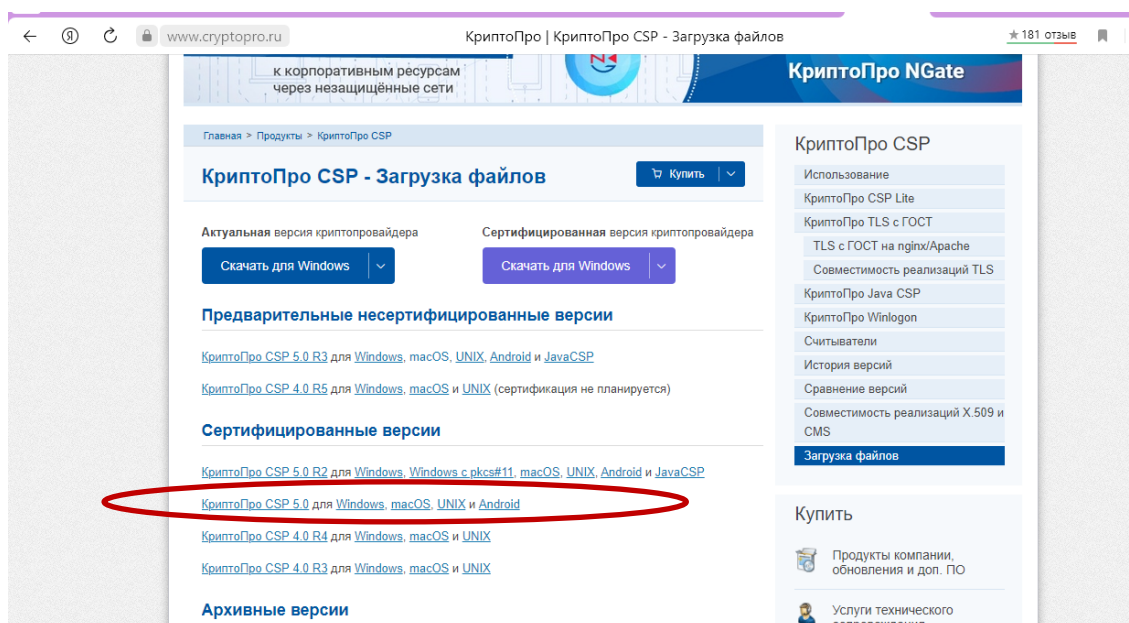 www.cryptopro.ru
КриптоПро | КриптоПро CSP - Загрузка файлов
★ 181 отзыв
к корпоративным ресурсам
через незащищённые сети
КриптоПро NGate
Главная > Продукты > КриптоПро CSP
КриптоПро CSP - Загрузка файлов
Купить
Актуальная версия криптопровайдера
Скачать для Windows
Сертифицированная версия криптопровайдера
Скачать для Windows
Предварительные несертифицированные версии
КриптоПро CSP 5.0 R3 для Windows, macOS, UNIX, Android и JavaCSP
КриптоПро CSP 4.0 R5 для Windows, macOS и UNIX (сертификация не планируется)
Сертифицированные версии
КриптоПро CSP 5.0 R2 для Windows, Windows с pkcs#11, macOS, UNIX, Android и JavaCSP
КриптоПро CSP 5.0 для Windows, macOS, UNIX и Android
КриптоПро CSP 4.0 R4 для Windows, macOS и UNIX
КриптоПро CSP 4.0 R3 для Windows, macOS и UNIX
Архивные версии
КриптоПро CSP
Использование
КриптоПро CSP Lite
КриптоПро TLS с ГОСТ
TLS с ГОСТ на nginx/Apache
Совместимость реализаций TLS
КриптоПро Java CSP
КриптоПро Winlogon
Считыватели
История версий
Сравнение версий
Совместимость реализаций X.509 и
CMS
Загрузка файлов
Купить
Продукты компании,
обновления и доп. ПО
Услуги технического